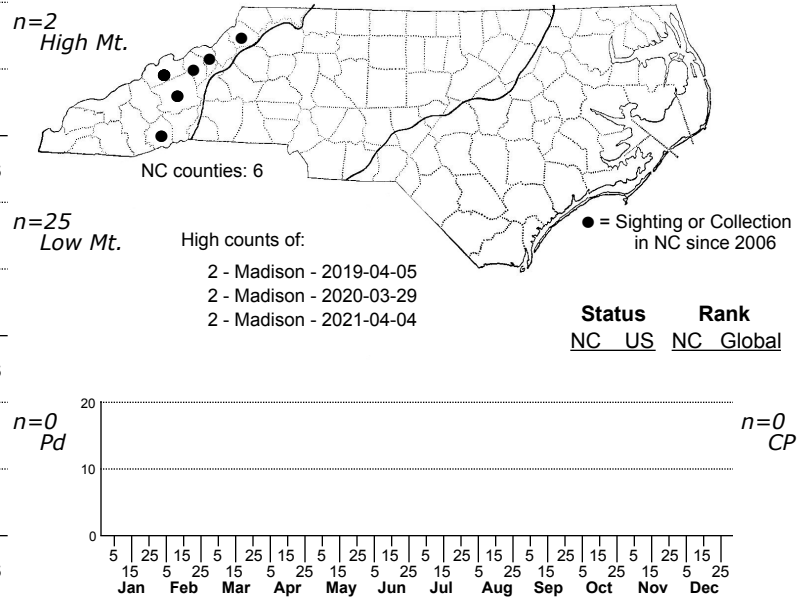 n=2
High Mt.
NC counties: 6
n=25
Low Mt.
High counts of:
2 - Madison - 2019-04-05
2 - Madison - 2020-03-29
2 - Madison - 2021-04-04
● = Sighting or Collection
in NC since 2006
Status Rank
NC US NC Global
n=0
Pd
20
10
0
n=0
CP
5 25 15 5 25 15 5 25 15 5 25 15 5 25 15 5 25 15
15 5 25 15 5 25 15 5 25 15 5 25 15 5 25 15 5 25
Jan Feb Mar Apr May Jun Jul Aug Sep Oct Nov Dec